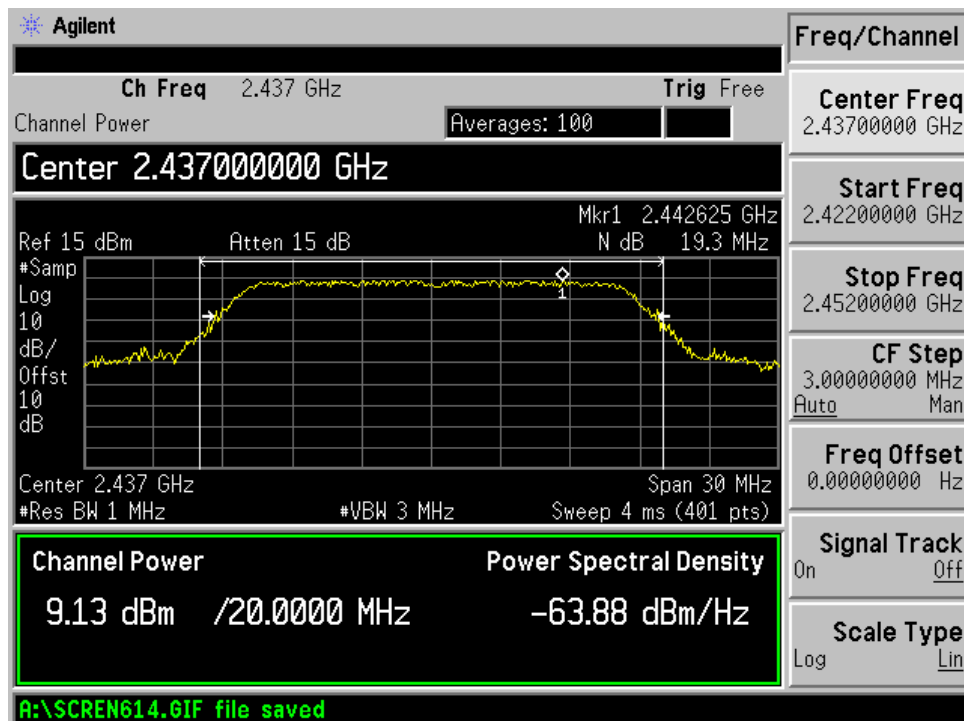 Agilent
Ch Freq 2.437 GHz Trig Free
Channel Power Averages: 100
Center 2.437000000 GHz
Mkr1 2.442625 GHz
Ref 15 dBm Atten 15 dB N dB 19.3 MHz
#Samp
Log
10
dB/
Offst
10
dB
1
Center 2.437 GHz Span 30 MHz
#Res BW 1 MHz #VBW 3 MHz Sweep 4 ms (401 pts)
Channel Power Power Spectral Density
9.13 dBm /20.0000 MHz -63.88 dBm/Hz
A:\SCREN614.GIF file saved
Freq/Channel
Center Freq
2.43700000 GHz
Start Freq
2.42200000 GHz
Stop Freq
2.45200000 GHz
CF Step
3.00000000 MHz
Auto Man
Freq Offset
0.00000000 Hz
Signal Track
On Off
Scale Type
Log Lin